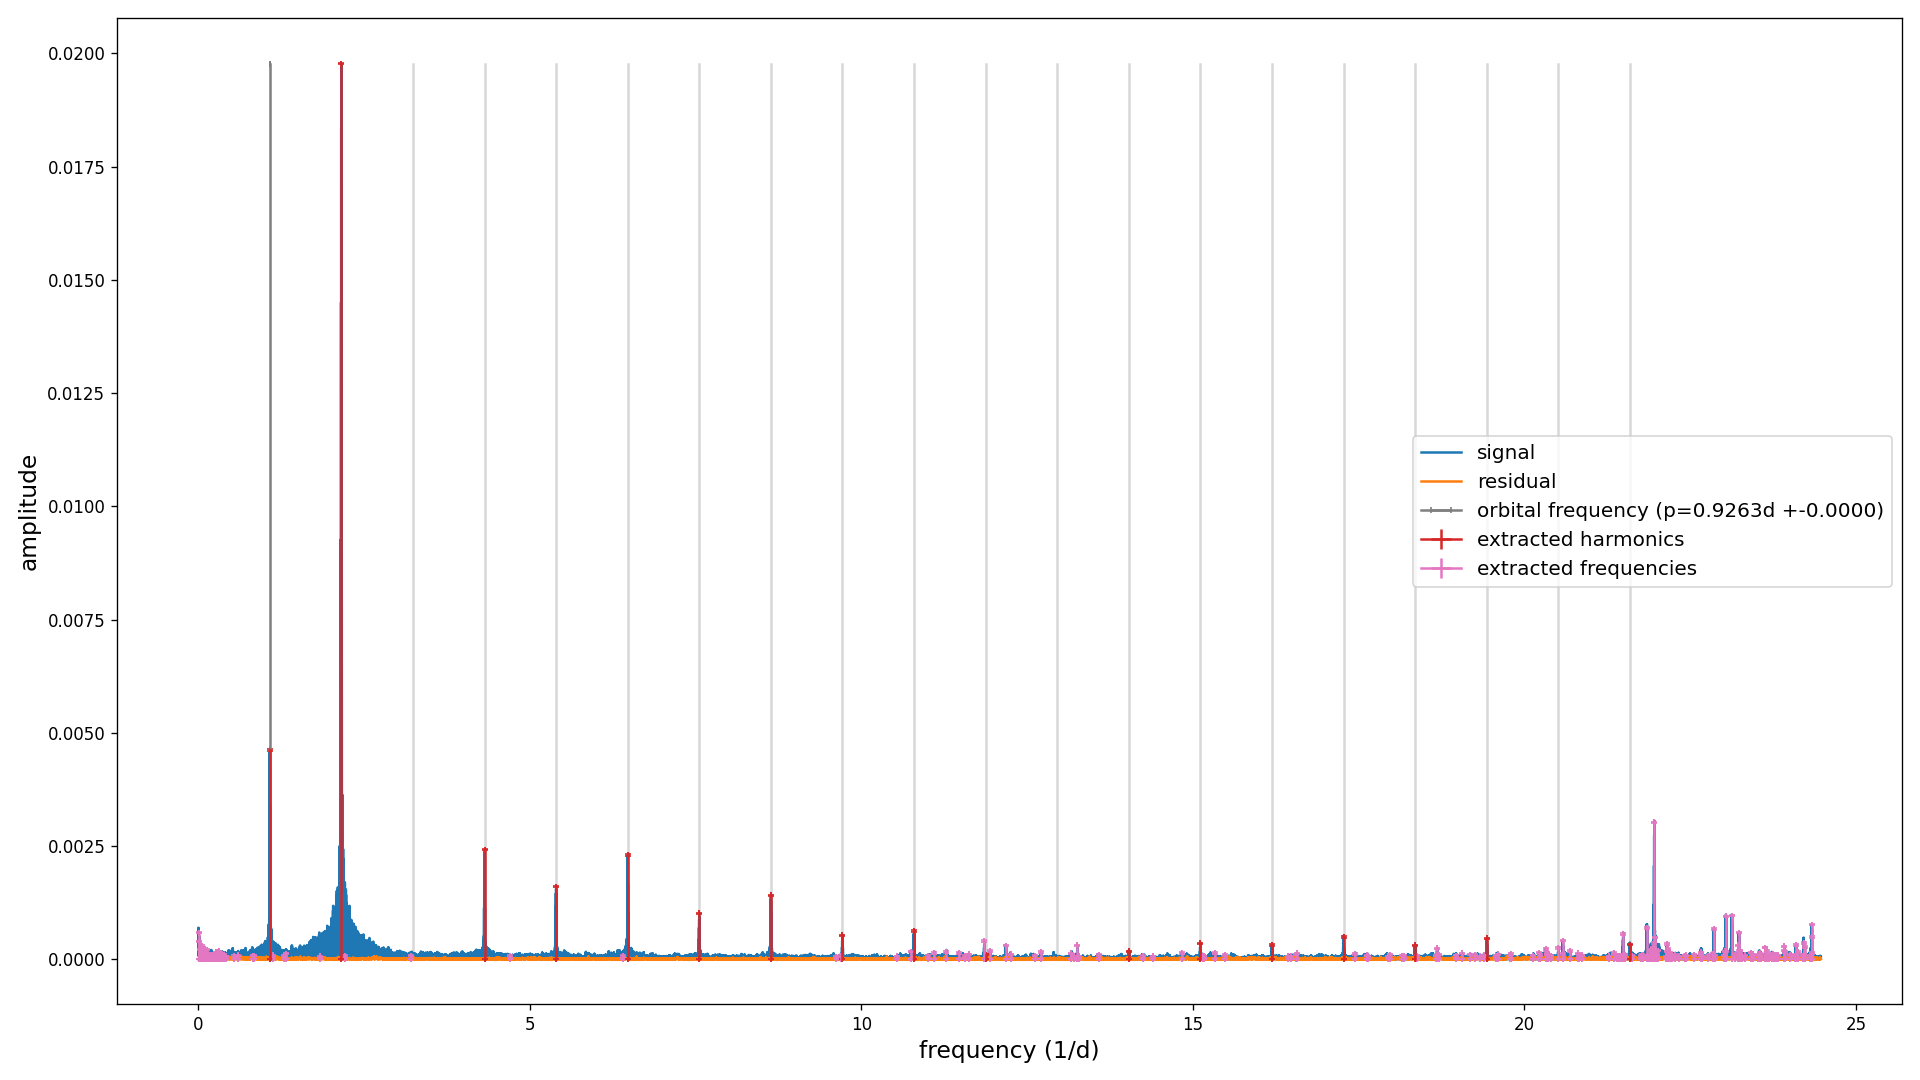 0.0200
0.0175
0.0150
0.0125
0.0100
0.0075
0.0050
0.0025
0.0000
amplitude
signal
residual
orbital frequency (p=0.9263d +-0.0000)
extracted harmonics
extracted frequencies
0 5 10 15 20 25
frequency (1/d)